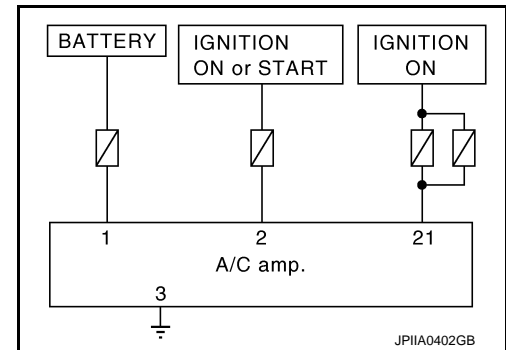 BATTERY
IGNITION
ON or START
IGNITION
ON
1
2
21
A/C amp.
3
JPIIA0402GB